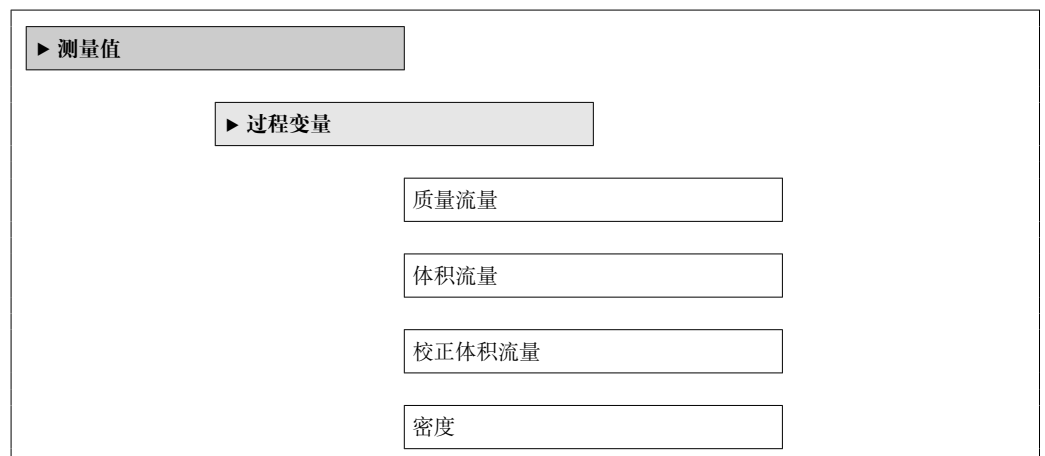 ▶ 测量值
▶ 过程变量
质量流量
体积流量
校正体积流量
密度